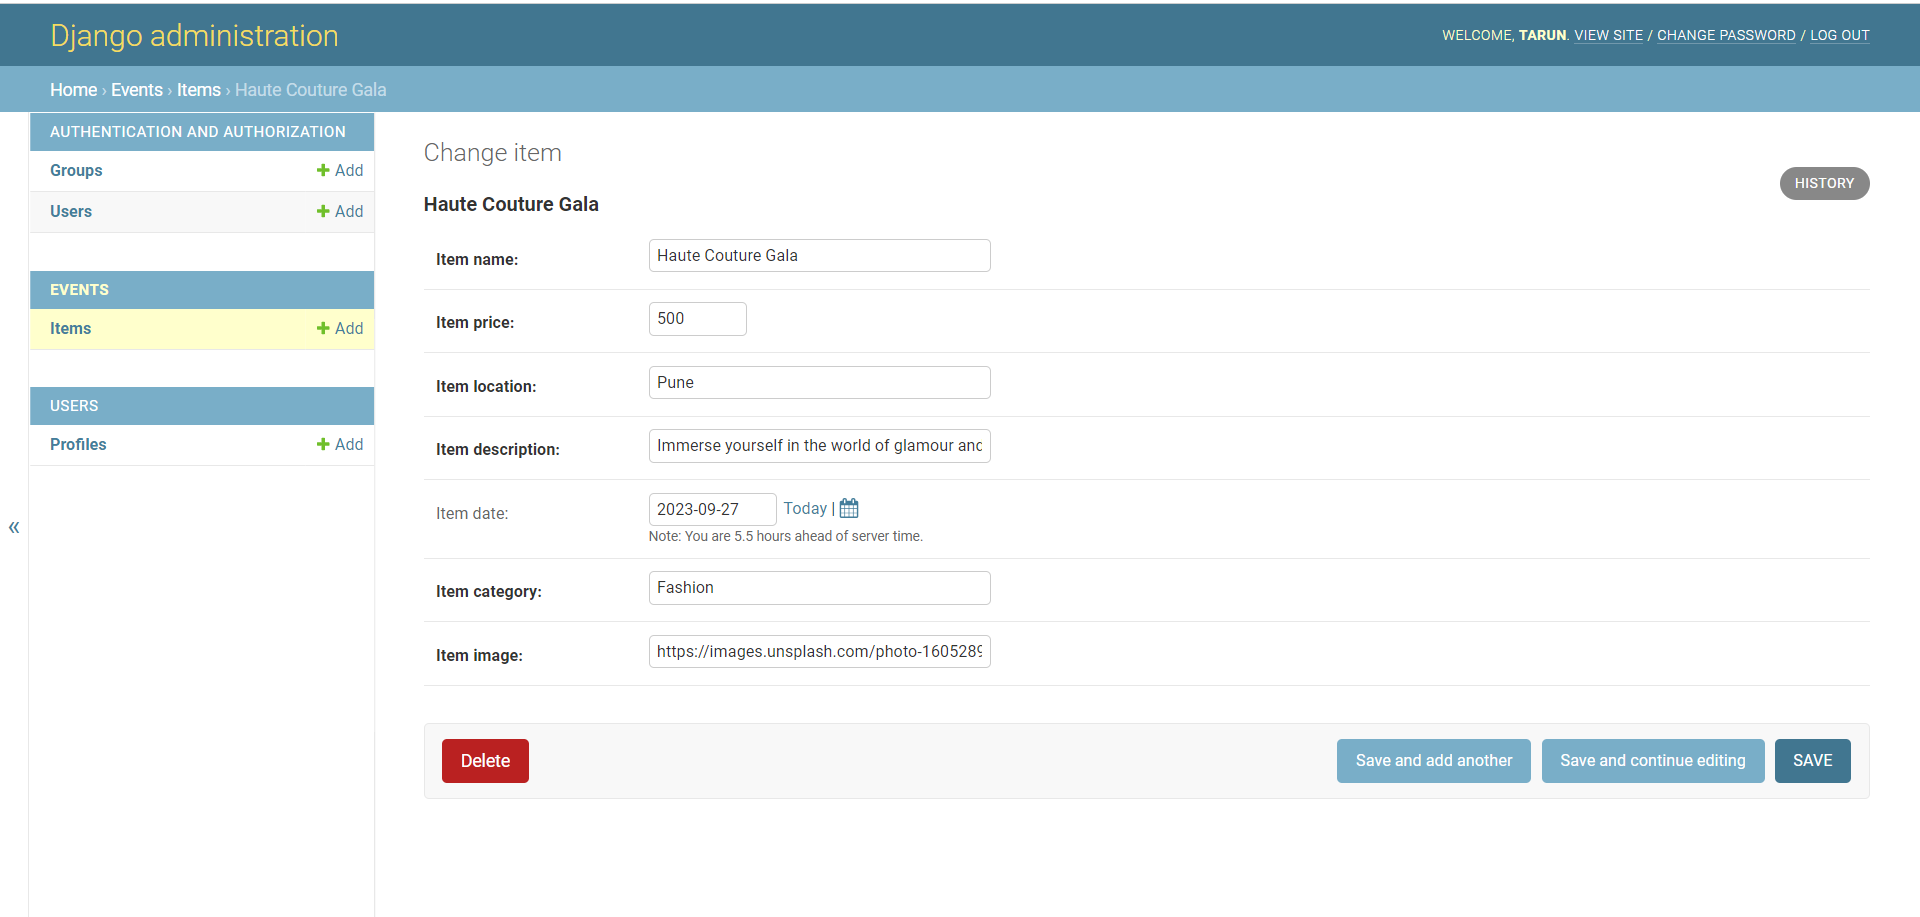 Django administration
WELCOME, TARUN. VIEW SITE / CHANGE PASSWORD / LOG OUT
Home › Events › Items › Haute Couture Gala
AUTHENTICATION AND AUTHORIZATION
Groups Add
Users Add
EVENTS
Items Add
USERS
Profiles Add
«
Change item
HISTORY
Haute Couture Gala
Item name: Haute Couture Gala
Item price: 500
Item location: Pune
Item description: Immerse yourself in the world of glamour and
Item date: 2023-09-27 Today |
Note: You are 5.5 hours ahead of server time.
Item category: Fashion
Item image: https://images.unsplash.com/photo-1605289
Delete Save and add another Save and continue editing SAVE